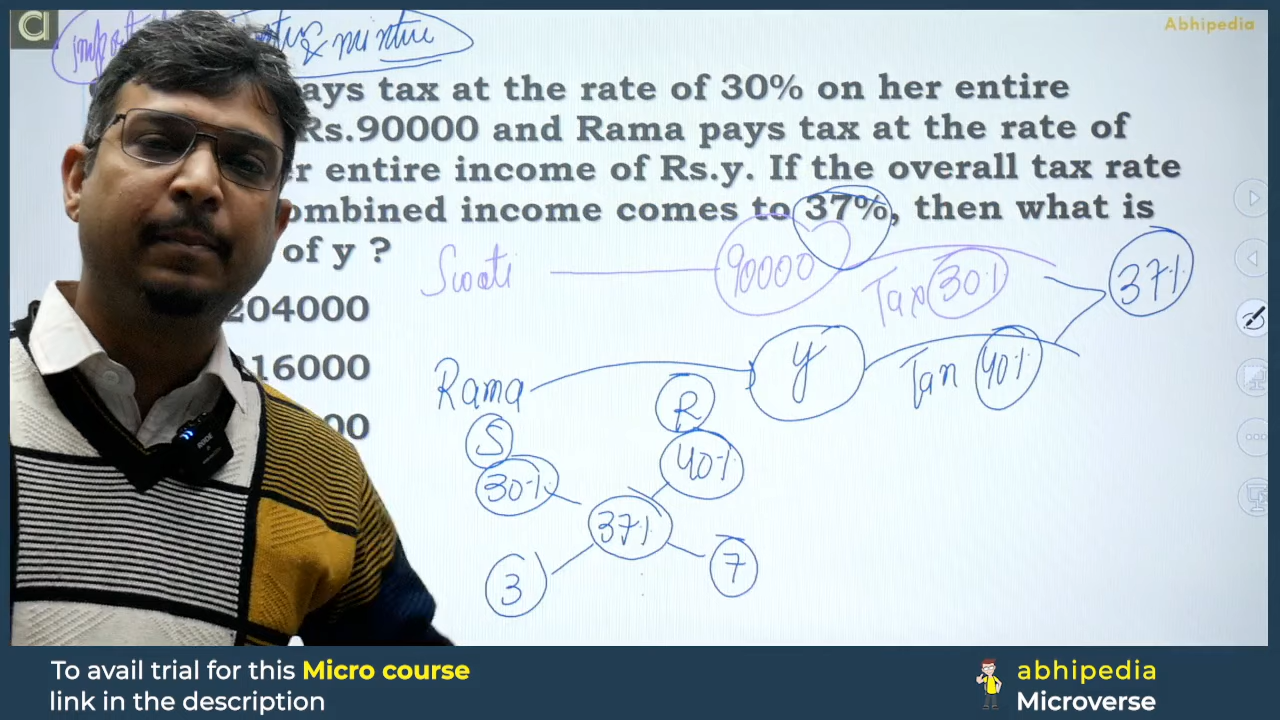 Abhipedia
& mixture
ays tax at the rate of 30% on her entire
Rs.90000 and Rama pays tax at the rate of
r entire income of Rs.y. If the overall tax rate
ombined income comes to 37%, then what is
of y ?
Swati 90000 Tax 30% 37%
204000
16000
Rama y Tax 40%
00
S R
30% 40%
37%
3 7
To avail trial for this Micro course
link in the description
abhipedia
Microverse